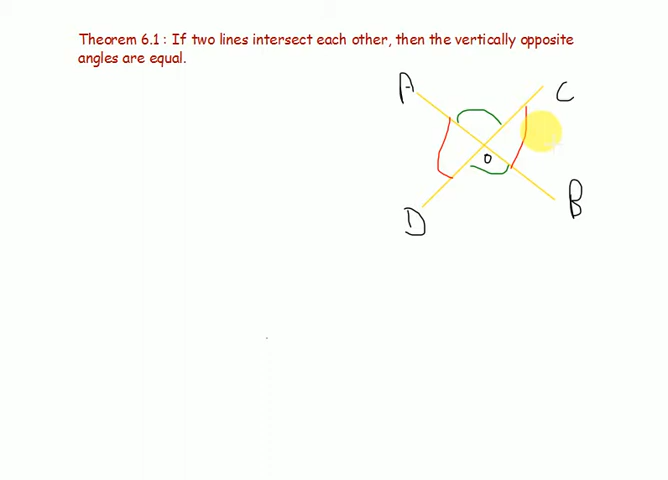 Theorem 6.1 : If two lines intersect each other, then the vertically opposite
angles are equal.
A
C
O
B
D